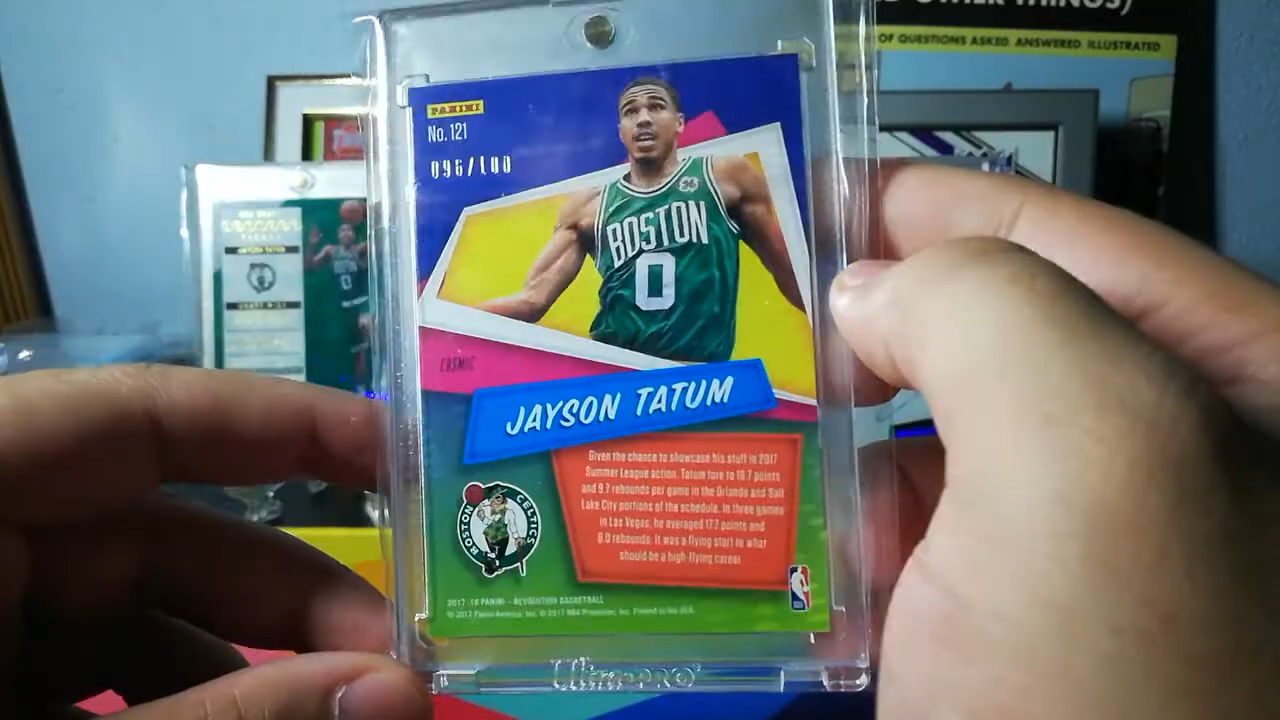 D OTHER THINGS)
OF QUESTIONS ASKED. ANSWERED. ILLUSTRATED
PANINI
No. 121
096/100
BOSTON
0
COSMIC
JAYSON TATUM
Given the chance to showcase his stuff in 2017
Summer League action, Tatum tore to 18.7 points
and 9.7 rebounds per game in the Orlando and Salt
Lake City portions of the schedule. In three games
in Las Vegas, he averaged 17.7 points and
8.0 rebounds. It was a flying start to what
should be a high-flying career
BOSTON CELTICS
2017-18 PANINI – REVOLUTION BASKETBALL
© 2017 Panini America, Inc. © 2017 NBA Properties, Inc. Printed in the USA.
Ultra•PRO